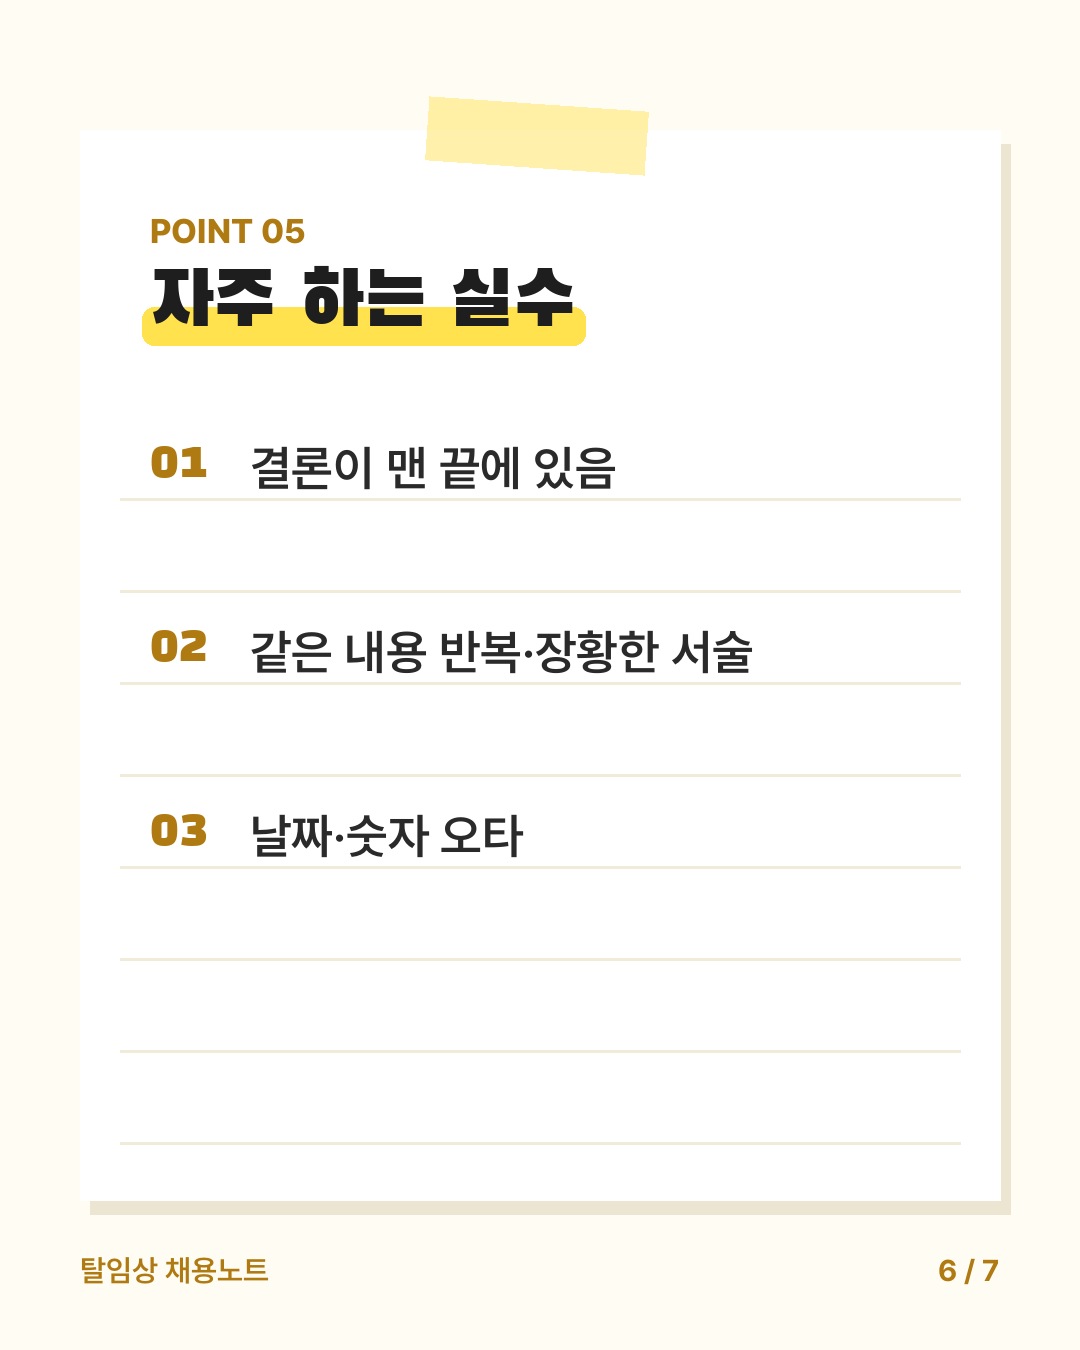 POINT 05
자주 하는 실수
01 결론이 맨 끝에 있음
02 같은 내용 반복·장황한 서술
03 날짜·숫자 오타
탈임상 채용노트
6 / 7